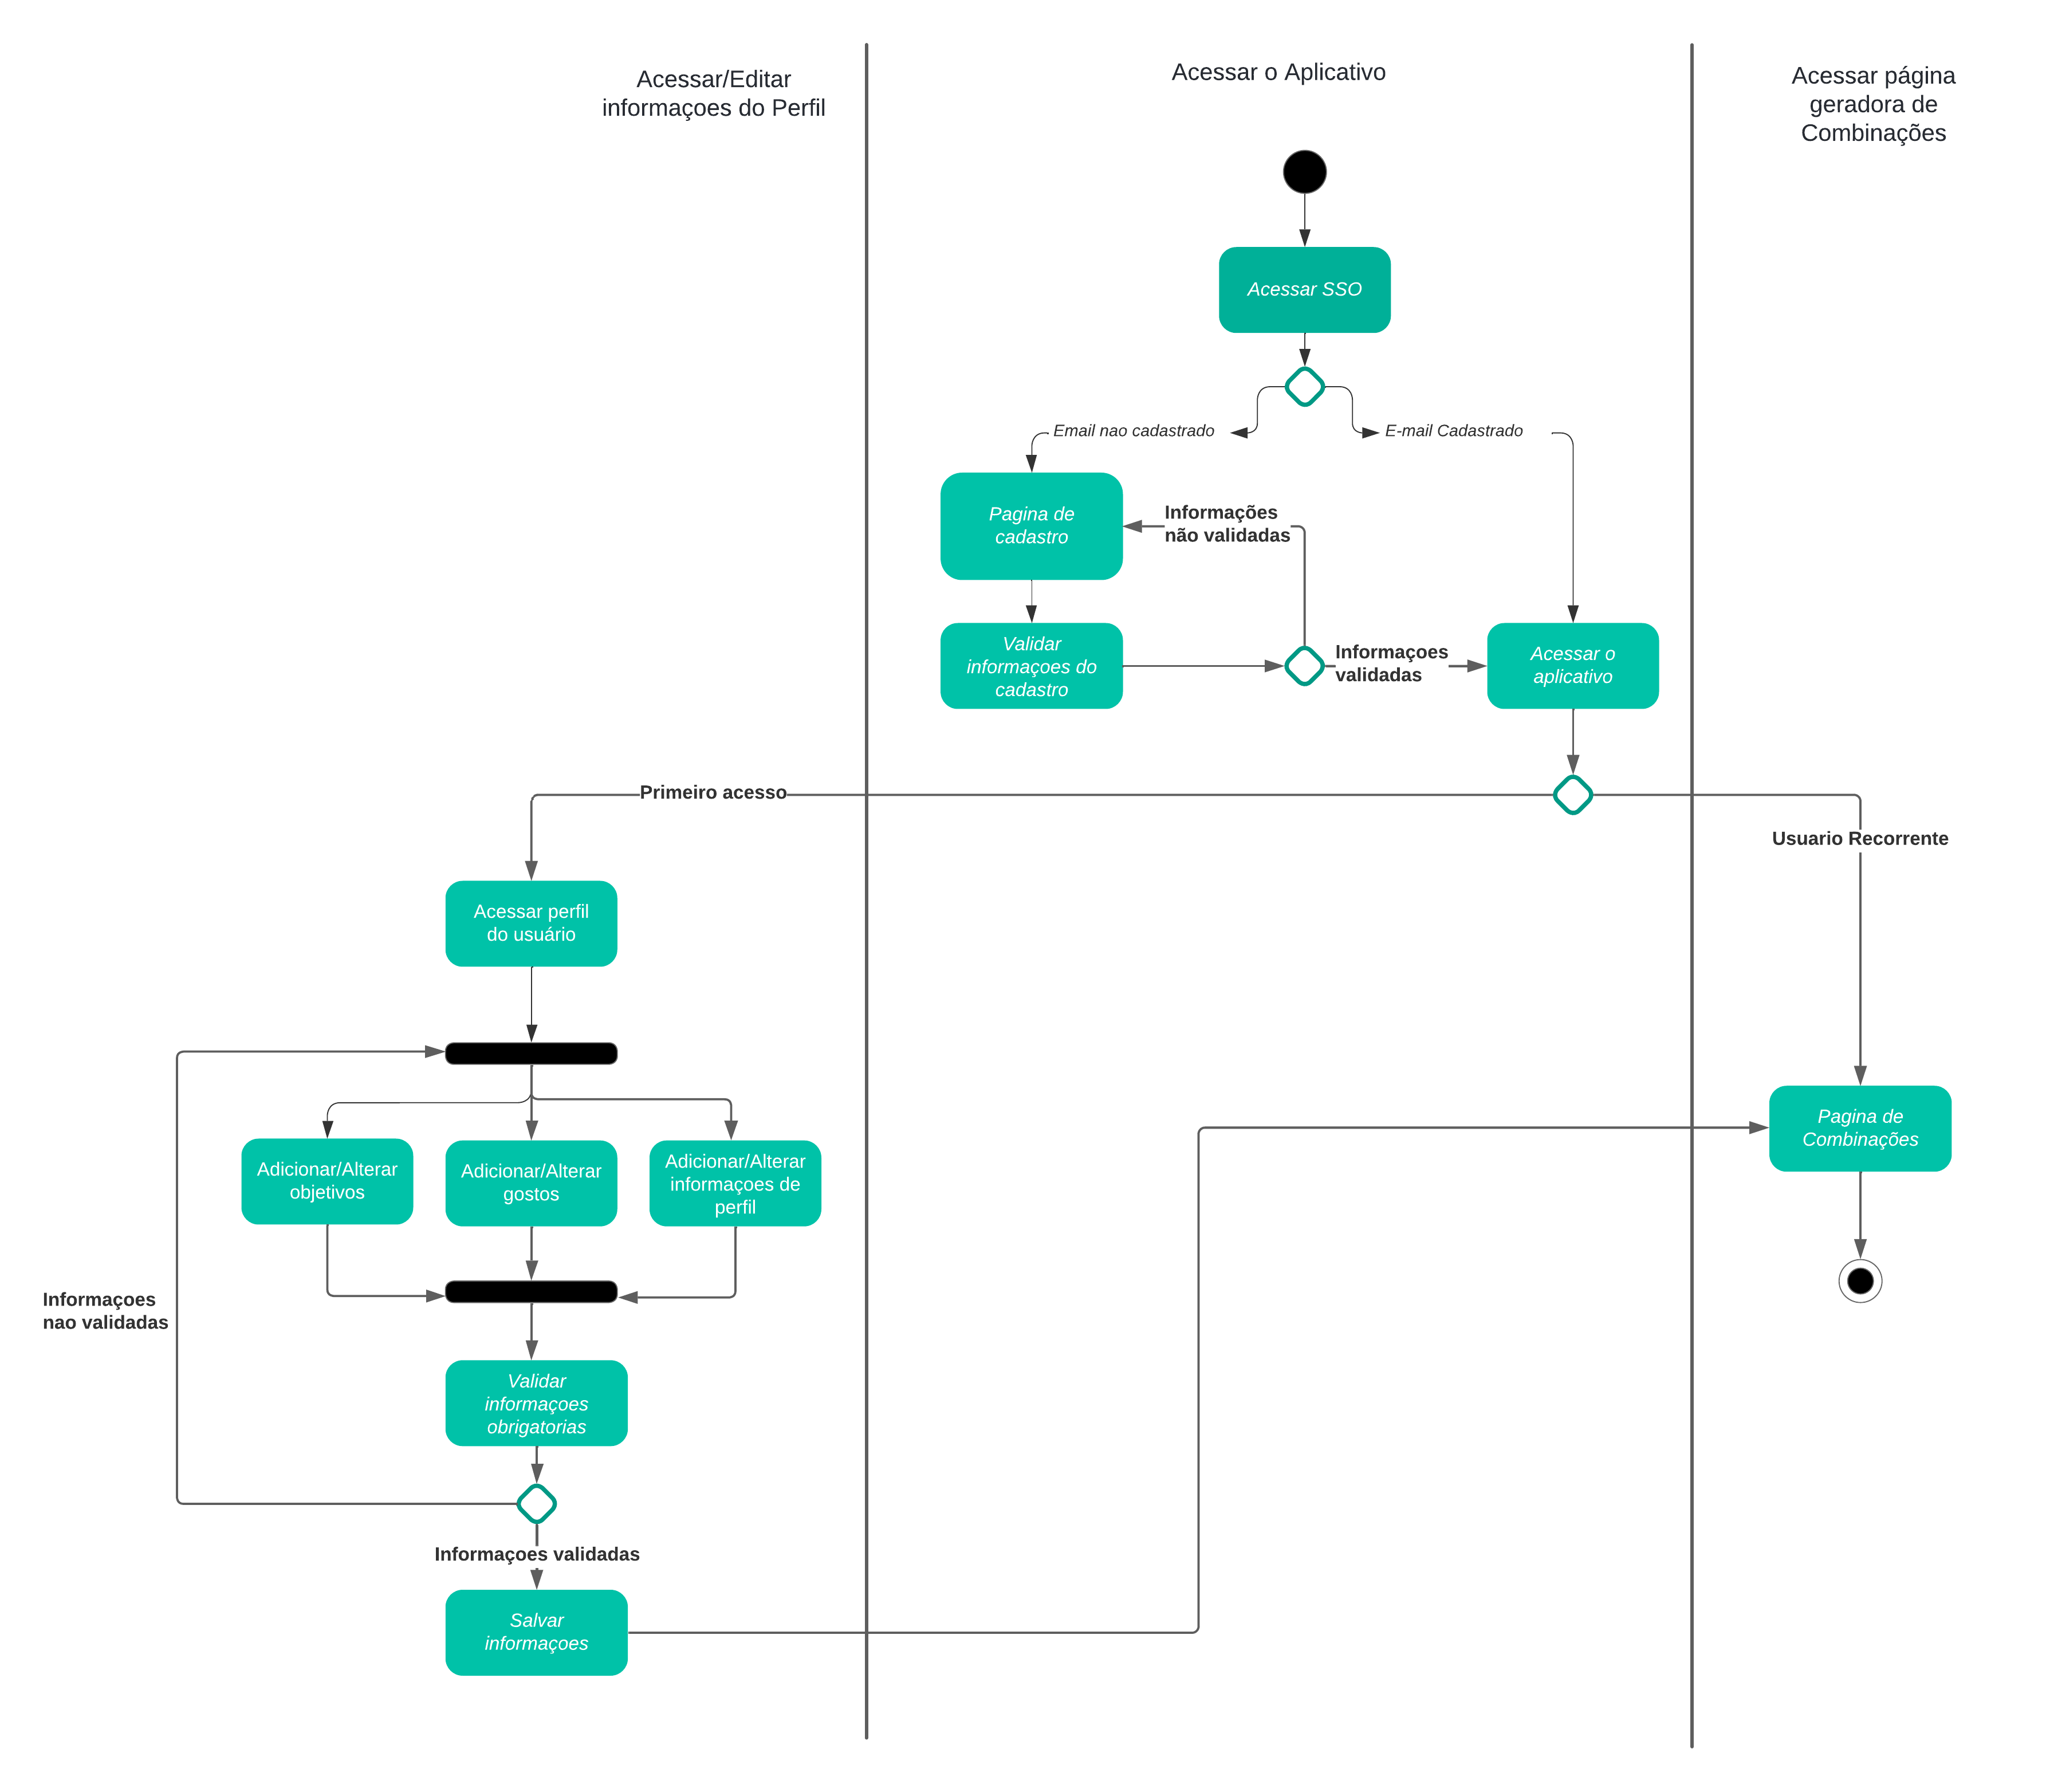 Acessar/Editar
informaçoes do Perfil
Acessar o Aplicativo
Acessar página
geradora de
Combinações
Acessar SSO
Email nao cadastrado
E-mail Cadastrado
Pagina de
cadastro
Informações
não validadas
Validar
informaçoes do
cadastro
Informaçoes
validadas
Acessar o
aplicativo
Primeiro acesso
Usuario Recorrente
Acessar perfil
do usuário
Adicionar/Alterar
objetivos
Adicionar/Alterar
gostos
Adicionar/Alterar
informaçoes de
perfil
Pagina de
Combinações
Informaçoes
nao validadas
Validar
informaçoes
obrigatorias
Informaçoes validadas
Salvar
informaçoes